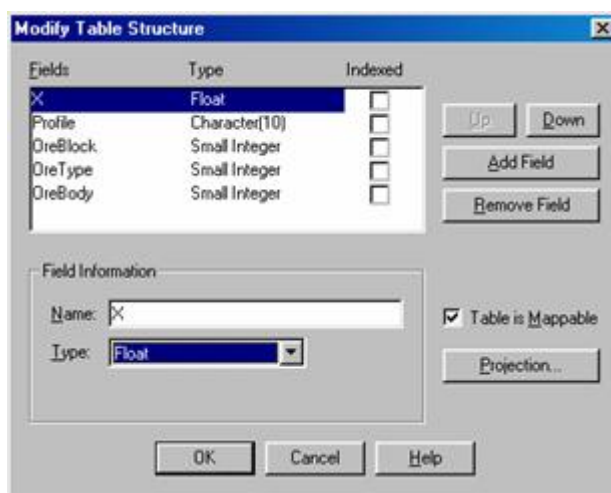 Modify Table Structure
Fields Type Indexed
X Float
Profile Character(10)
OreBlock Small Integer
OreType Small Integer
OreBody Small Integer
Up Down
Add Field
Remove Field
Field Information
Name: X
Type: Float
Table is Mappable
Projection...
OK Cancel Help